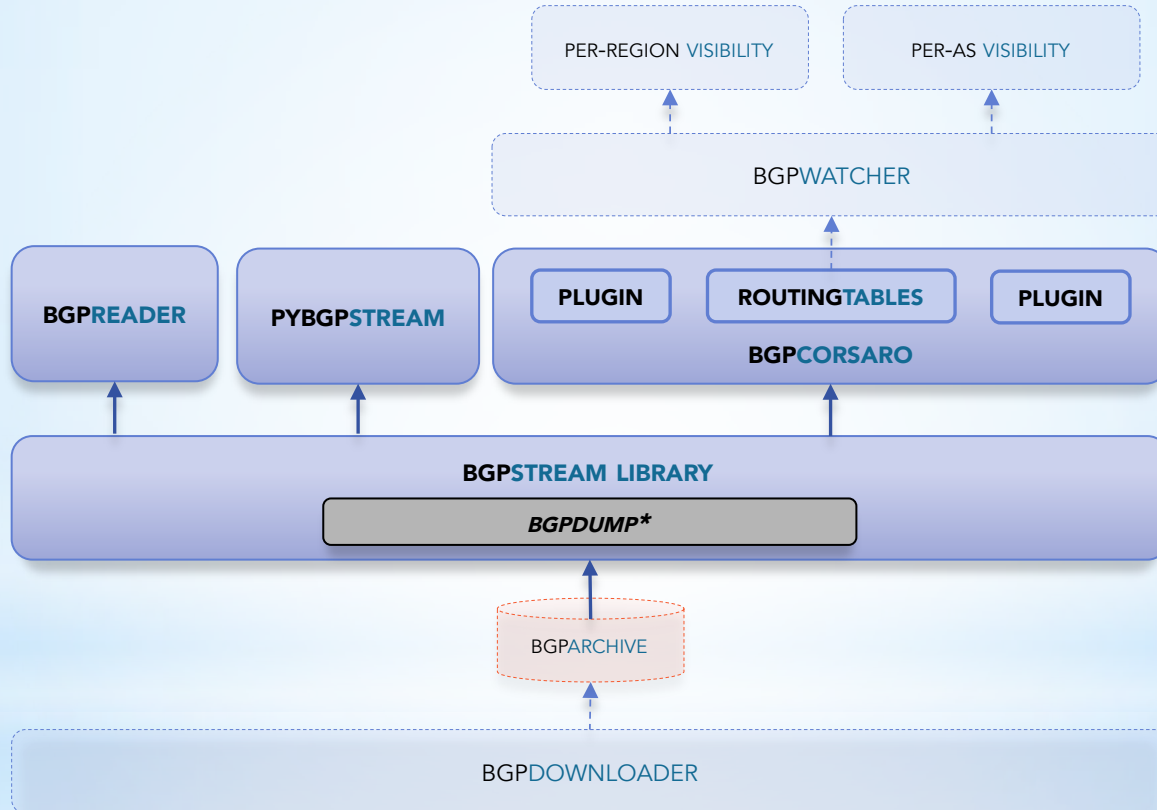 PER-REGION VISIBILITY
PER-AS VISIBILITY
BGPWATCHER
BGPREADER
PYBGPSTREAM
PLUGIN
ROUTINGTABLES
PLUGIN
BGPCORSARO
BGPSTREAM LIBRARY
BGPDUMP*
BGPARCHIVE
BGPDOWNLOADER